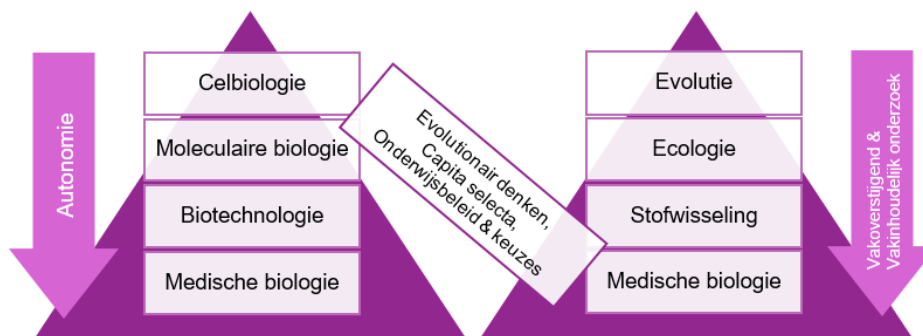 Autonomie
Celbiologie
Moleculaire biologie
Biotechnologie
Medische biologie
Evolutionair denken,
Capita selecta,
Onderwijsbeleid & keuzes
Evolutie
Ecologie
Stofwisseling
Medische biologie
Vakoverstijgend &
Vakinhoudelijk onderzoek